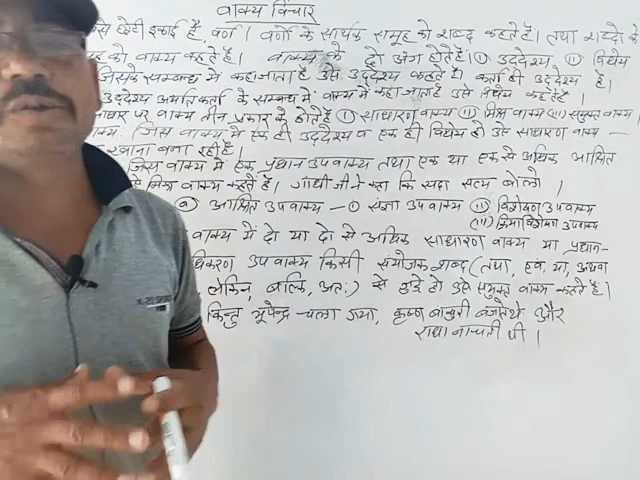 वाक्य विचार
छोटी इकाई है, वर्ण। वर्णों के सार्थक समूह को शब्द कहते हैं। तथा शब्दों के
को वाक्य कहते हैं। वाक्य के दो अंग होते हैं। (i) उद्देश्य (ii) विधेय
जिसके सम्बन्ध में कहा जाता है उसे उद्देश्य कहते हैं। कर्ता ही उद्देश्य है।
उद्देश्य अर्थात कर्ता के सम्बन्ध में वाक्य में कहा जाता है उसे विधेय कहते हैं।
पर वाक्य तीन प्रकार के होते हैं (i) साधारण वाक्य (ii) मिश्र वाक्य (iii) संयुक्त वाक्य।
जिस वाक्य में एक ही उद्देश्य व एक ही विधेय हो उसे साधारण वाक्य –
खाना बना रही है।
जिस वाक्य में एक प्रधान उपवाक्य तथा एक या एक से अधिक आश्रित
मिश्र वाक्य कहते हैं। गांधी जी ने कहा कि सदा सत्य बोलो।
आश्रित उपवाक्य – (i) संज्ञा उपवाक्य (ii) विशेषण उपवाक्य
(iii) क्रियाविशेषण उपवाक्य
वाक्य में दो या दो से अधिक साधारण वाक्य या प्रधान-
उपवाक्य किसी संयोजक शब्द (तथा, एवं, या, अथवा
लेकिन, बल्कि, अतः) से जुड़े हो उसे संयुक्त वाक्य कहते हैं।
किन्तु भूपेन्द्र चला गया, कृष्ण बांसुरी बजाते थे और
राधा नाचती थी।